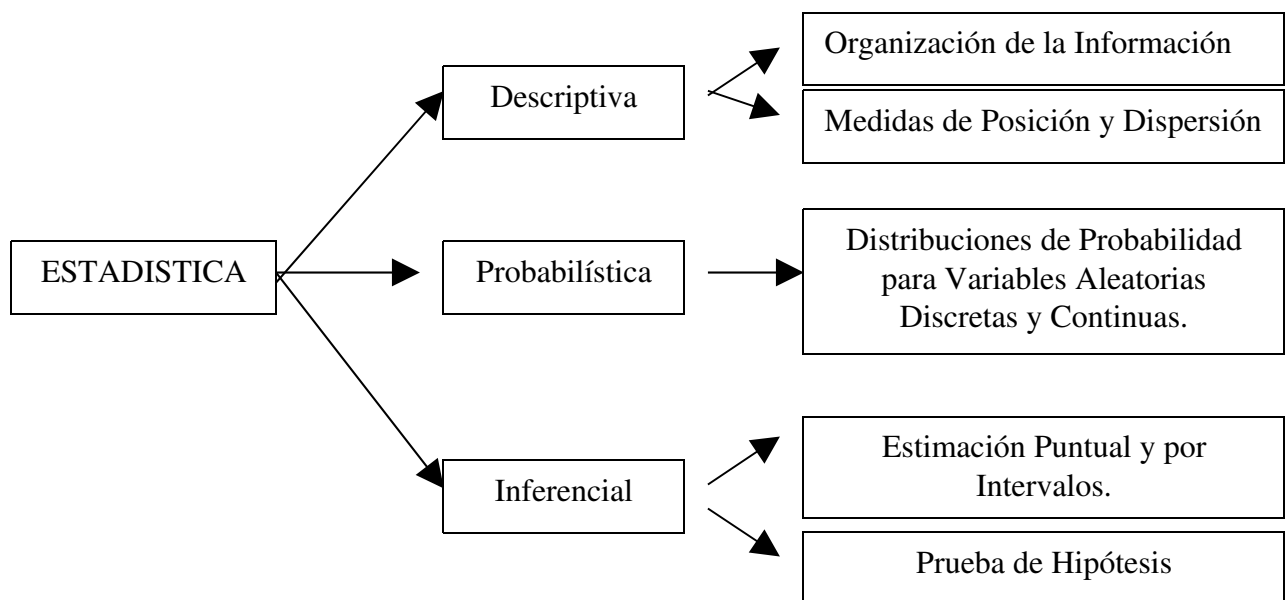 Organización de la Información
Descriptiva
Medidas de Posición y Dispersión
ESTADISTICA
Probabilística
Distribuciones de Probabilidad
para Variables Aleatorias
Discretas y Continuas.
Inferencial
Estimación Puntual y por
Intervalos.
Prueba de Hipótesis